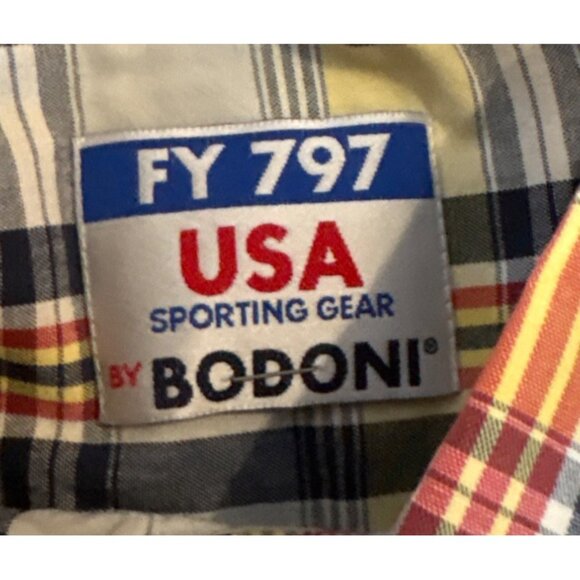 FY 797
USA
SPORTING GEAR
BY BODONI®